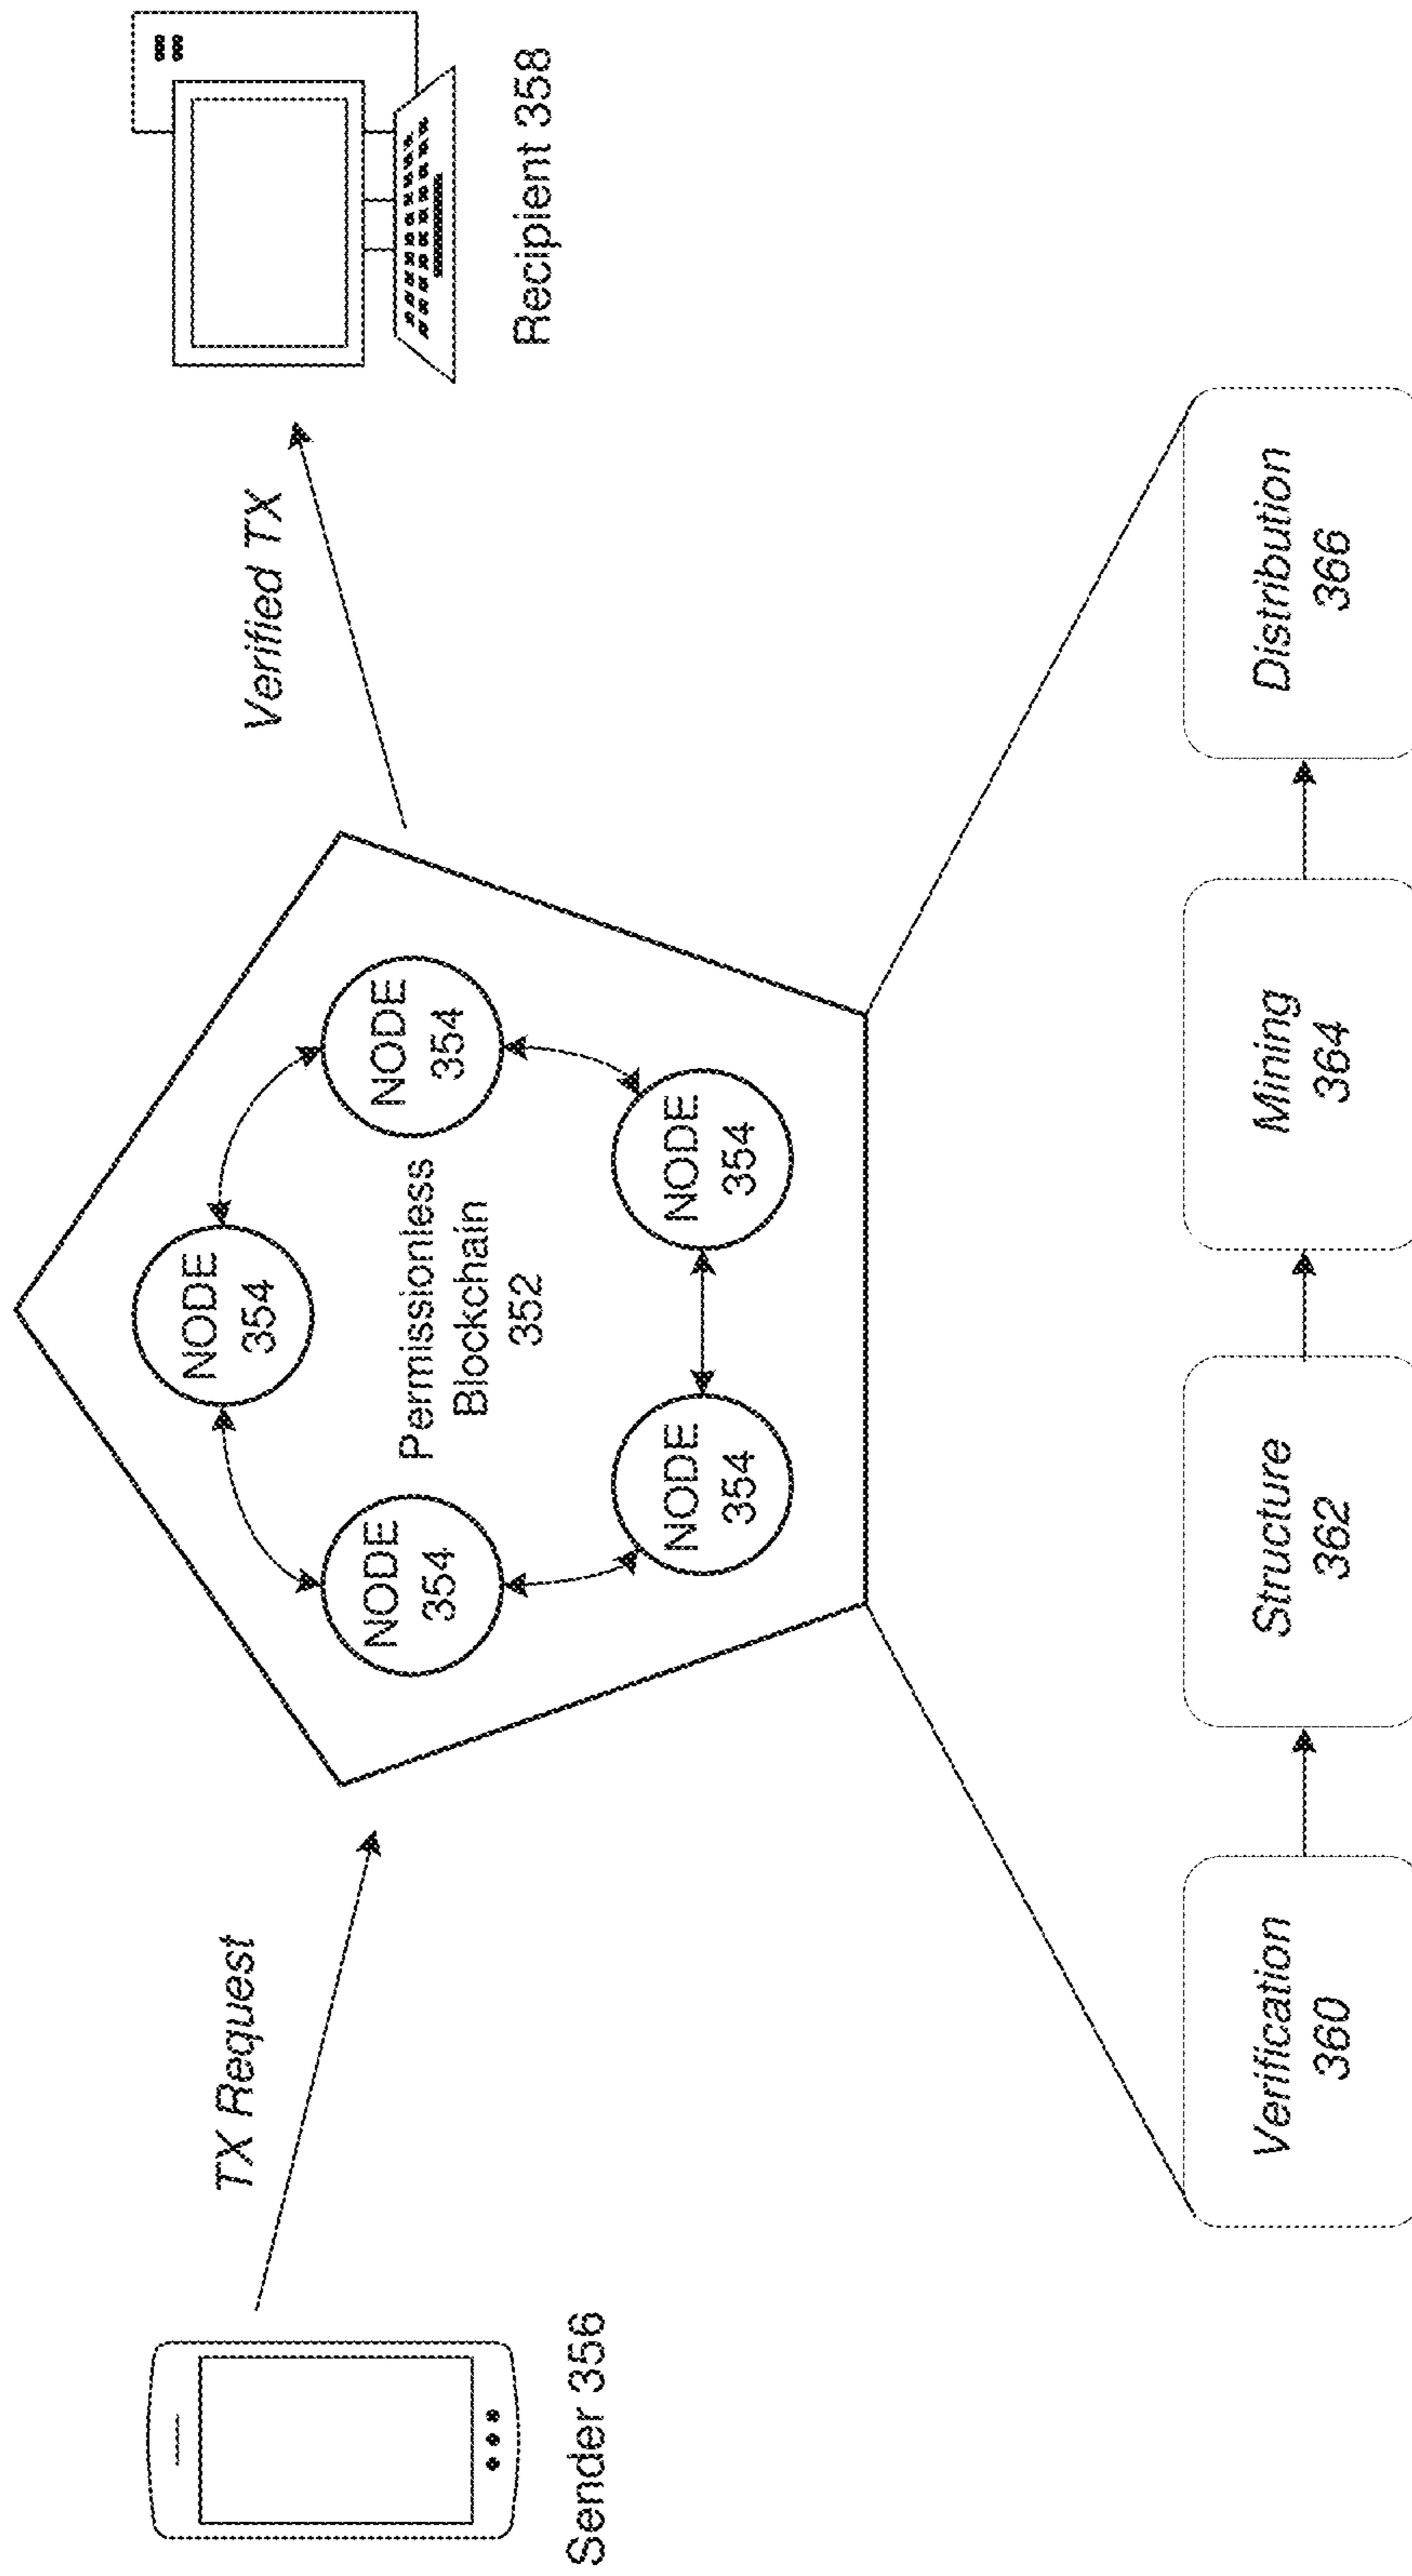 Sender 356
TX Request
NODE
354
NODE
354
NODE
354
Permissionless
Blockchain
352
NODE
354
NODE
354
Verified TX
Recipient 358
Verification
360
Structure
362
Mining
364
Distribution
366